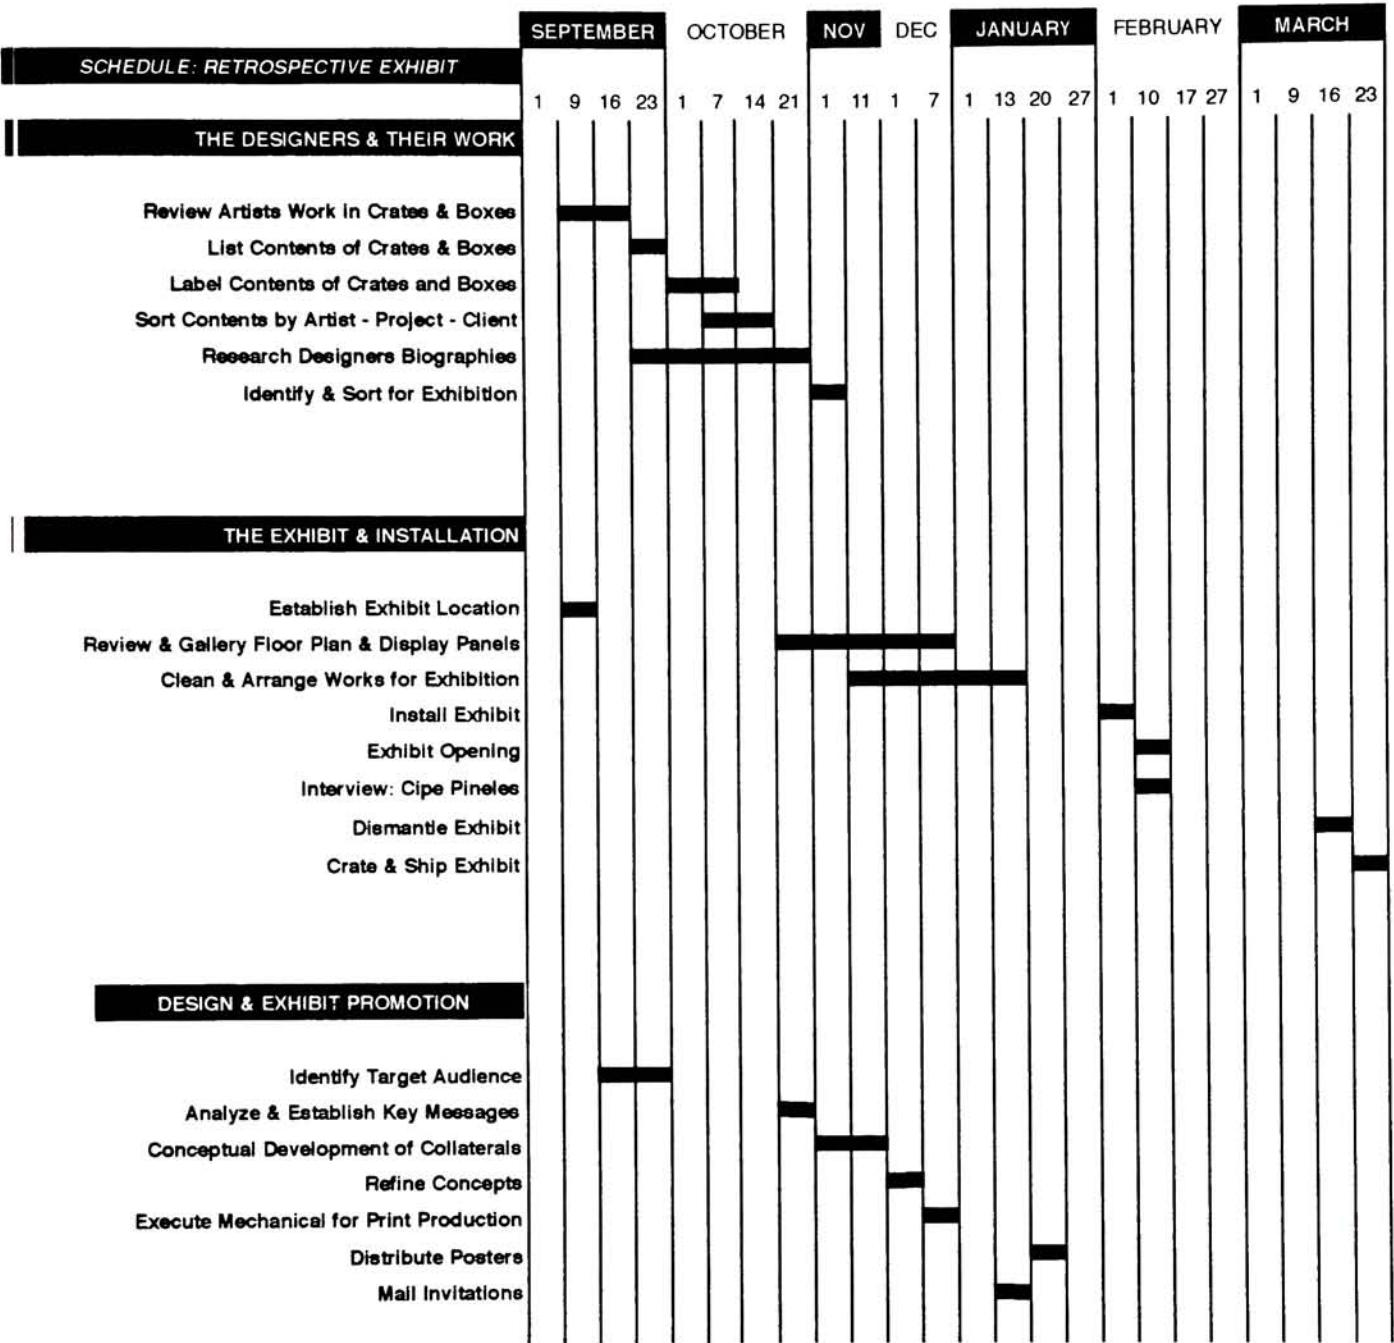 SEPTEMBER OCTOBER NOV DEC JANUARY FEBRUARY MARCH
SCHEDULE: RETROSPECTIVE EXHIBIT
1 9 16 23 1 7 14 21 1 11 1 7 1 13 20 27 1 10 17 27 1 9 16 23
THE DESIGNERS & THEIR WORK
Review Artists Work in Crates & Boxes
List Contents of Crates & Boxes
Label Contents of Crates and Boxes
Sort Contents by Artist - Project - Client
Research Designers Biographies
Identify & Sort for Exhibition
THE EXHIBIT & INSTALLATION
Establish Exhibit Location
Review & Gallery Floor Plan & Display Panels
Clean & Arrange Works for Exhibition
Install Exhibit
Exhibit Opening
Interview: Cipe Pineles
Dismantle Exhibit
Crate & Ship Exhibit
DESIGN & EXHIBIT PROMOTION
Identify Target Audience
Analyze & Establish Key Messages
Conceptual Development of Collaterals
Refine Concepts
Execute Mechanical for Print Production
Distribute Posters
Mail Invitations